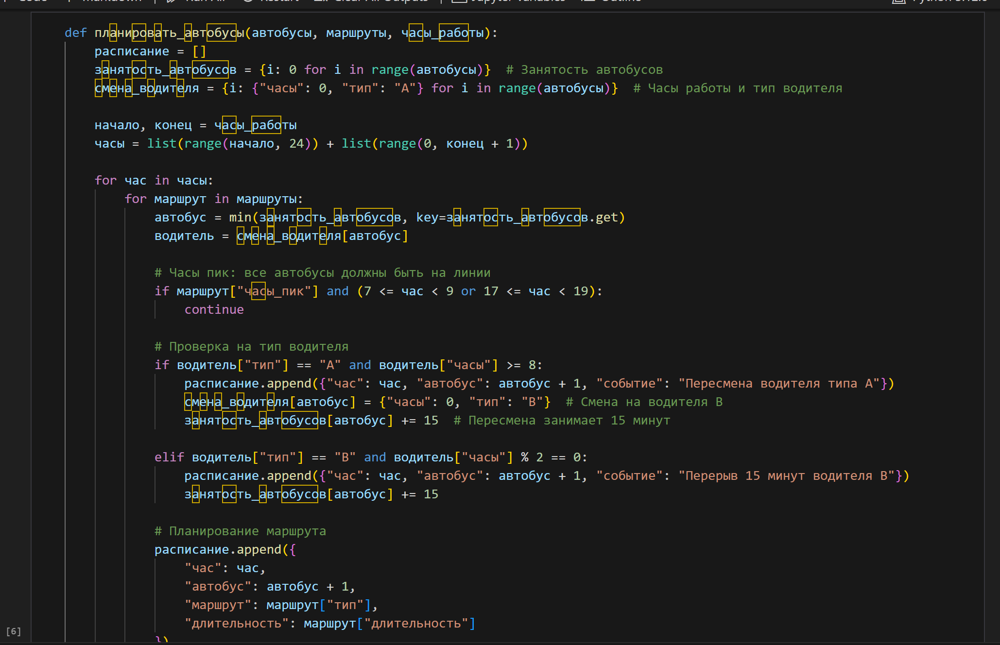 def планировать_автобусы(автобусы, маршруты, часы_работы):
расписание = []
занятость_автобусов = {i: 0 for i in range(автобусы)}  # Занятость автобусов
смена_водителя = {i: {"часы": 0, "тип": "A"} for i in range(автобусы)}  # Часы работы и тип водителя
начало, конец = часы_работы
часы = list(range(начало, 24)) + list(range(0, конец + 1))
for час in часы:
for маршрут in маршруты:
автобус = min(занятость_автобусов, key=занятость_автобусов.get)
водитель = смена_водителя[автобус]
# Часы пик: все автобусы должны быть на линии
if маршрут["часы_пик"] and (7 <= час < 9 or 17 <= час < 19):
continue
# Проверка на тип водителя
if водитель["тип"] == "A" and водитель["часы"] >= 8:
расписание.append({"час": час, "автобус": автобус + 1, "событие": "Пересмена водителя типа A"})
смена_водителя[автобус] = {"часы": 0, "тип": "B"}  # Смена на водителя B
занятость_автобусов[автобус] += 15  # Пересмена занимает 15 минут
elif водитель["тип"] == "B" and водитель["часы"] % 2 == 0:
расписание.append({"час": час, "автобус": автобус + 1, "событие": "Перерыв 15 минут водителя B"})
занятость_автобусов[автобус] += 15
# Планирование маршрута
расписание.append({
"час": час,
"автобус": автобус + 1,
"маршрут": маршрут["тип"],
"длительность": маршрут["длительность"]
[6]
})